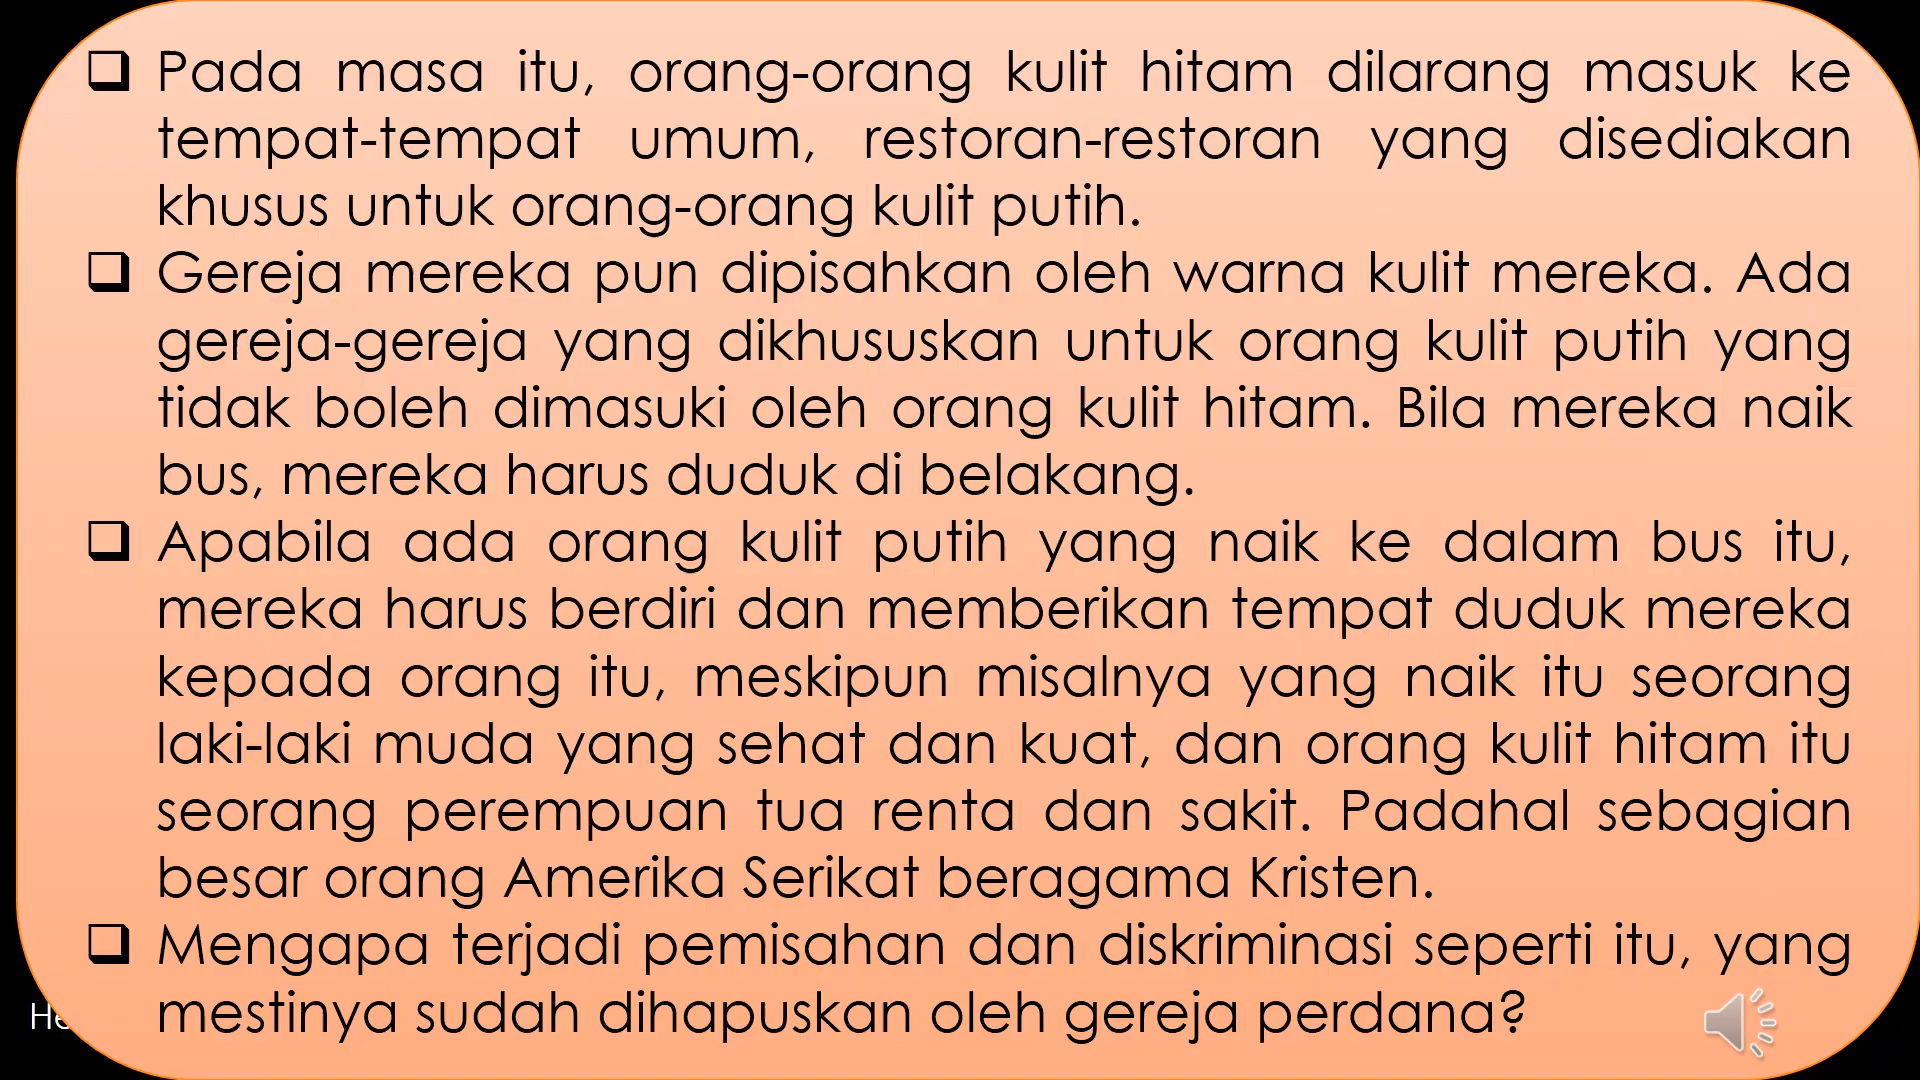 ❑ Pada masa itu, orang-orang kulit hitam dilarang masuk ke
tempat-tempat umum, restoran-restoran yang disediakan
khusus untuk orang-orang kulit putih.
❑ Gereja mereka pun dipisahkan oleh warna kulit mereka. Ada
gereja-gereja yang dikhususkan untuk orang kulit putih yang
tidak boleh dimasuki oleh orang kulit hitam. Bila mereka naik
bus, mereka harus duduk di belakang.
❑ Apabila ada orang kulit putih yang naik ke dalam bus itu,
mereka harus berdiri dan memberikan tempat duduk mereka
kepada orang itu, meskipun misalnya yang naik itu seorang
laki-laki muda yang sehat dan kuat, dan orang kulit hitam itu
seorang perempuan tua renta dan sakit. Padahal sebagian
besar orang Amerika Serikat beragama Kristen.
❑ Mengapa terjadi pemisahan dan diskriminasi seperti itu, yang
mestinya sudah dihapuskan oleh gereja perdana?